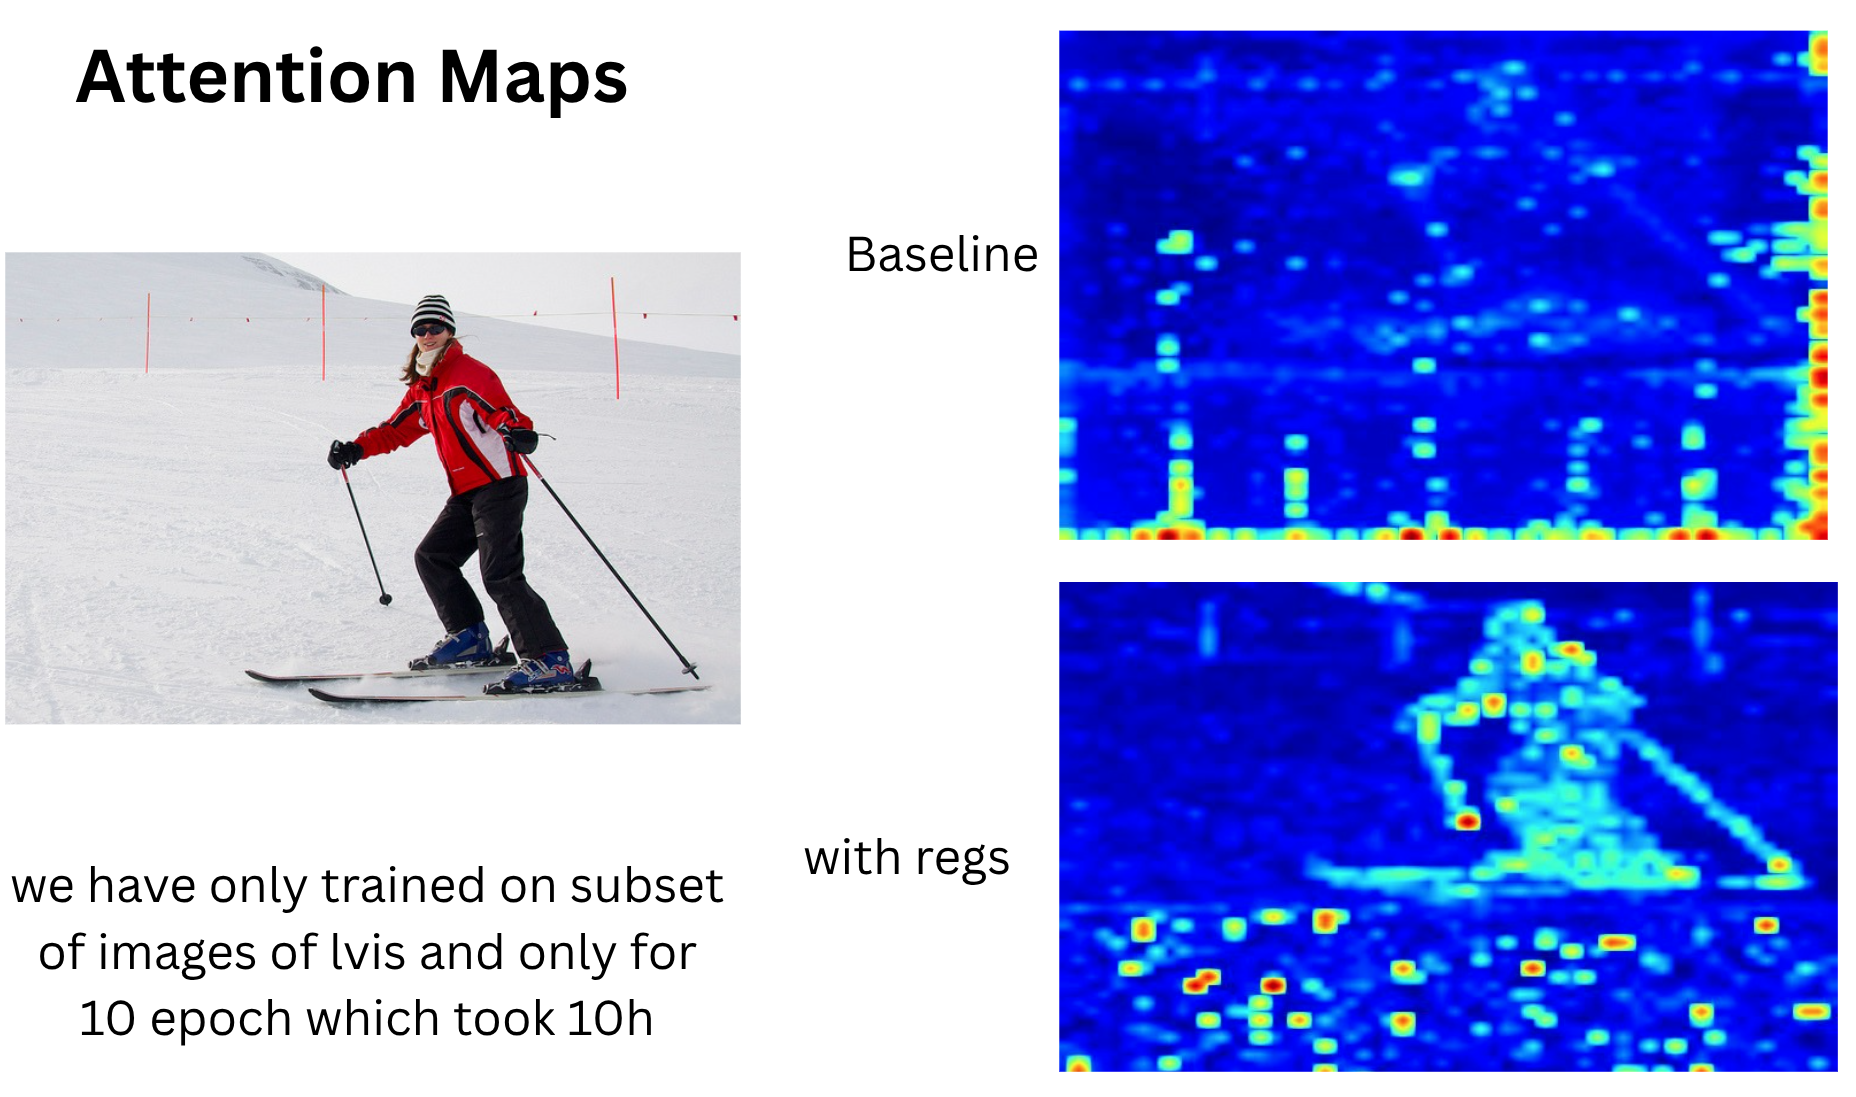 Attention Maps
Baseline
with regs
we have only trained on subset
of images of lvis and only for
10 epoch which took 10h